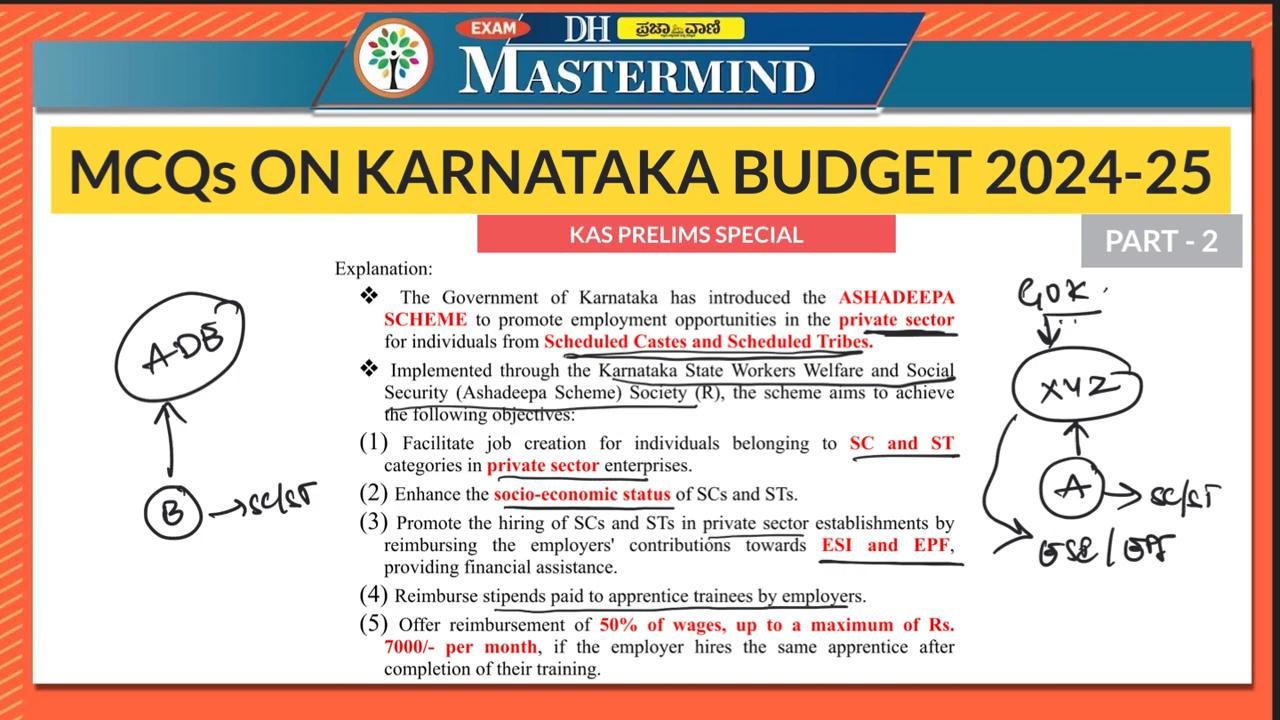 EXAM DH ಪ್ರಜಾವಾಣಿ
MASTERMIND
MCQs ON KARNATAKA BUDGET 2024-25
KAS PRELIMS SPECIAL
PART - 2
Explanation:
❖ The Government of Karnataka has introduced the ASHADEEPA
SCHEME to promote employment opportunities in the private sector
for individuals from Scheduled Castes and Scheduled Tribes.
❖ Implemented through the Karnataka State Workers Welfare and Social
Security (Ashadeepa Scheme) Society (R), the scheme aims to achieve
the following objectives:
(1) Facilitate job creation for individuals belonging to SC and ST
categories in private sector enterprises.
(2) Enhance the socio-economic status of SCs and STs.
(3) Promote the hiring of SCs and STs in private sector establishments by
reimbursing the employers' contributions towards ESI and EPF,
providing financial assistance.
(4) Reimburse stipends paid to apprentice trainees by employers.
(5) Offer reimbursement of 50% of wages, up to a maximum of Rs.
7000/- per month, if the employer hires the same apprentice after
completion of their training.
B → SC/ST
GOK
XYZ
A → SC/ST
ESI / EPF